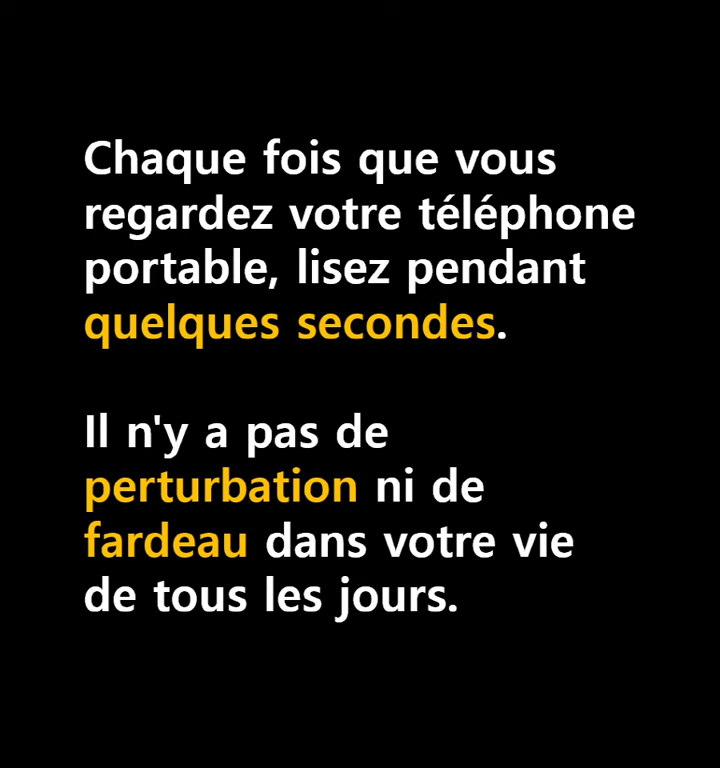 Chaque fois que vous
regardez votre téléphone
portable, lisez pendant
quelques secondes.
Il n'y a pas de
perturbation ni de
fardeau dans votre vie
de tous les jours.